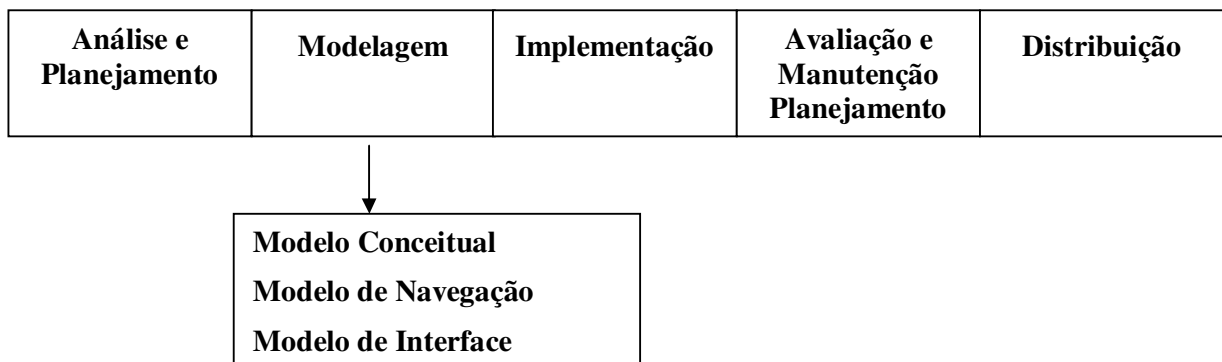 Análise e
Planejamento
Modelagem
Implementação
Avaliação e
Manutenção
Planejamento
Distribuição
Modelo Conceitual
Modelo de Navegação
Modelo de Interface